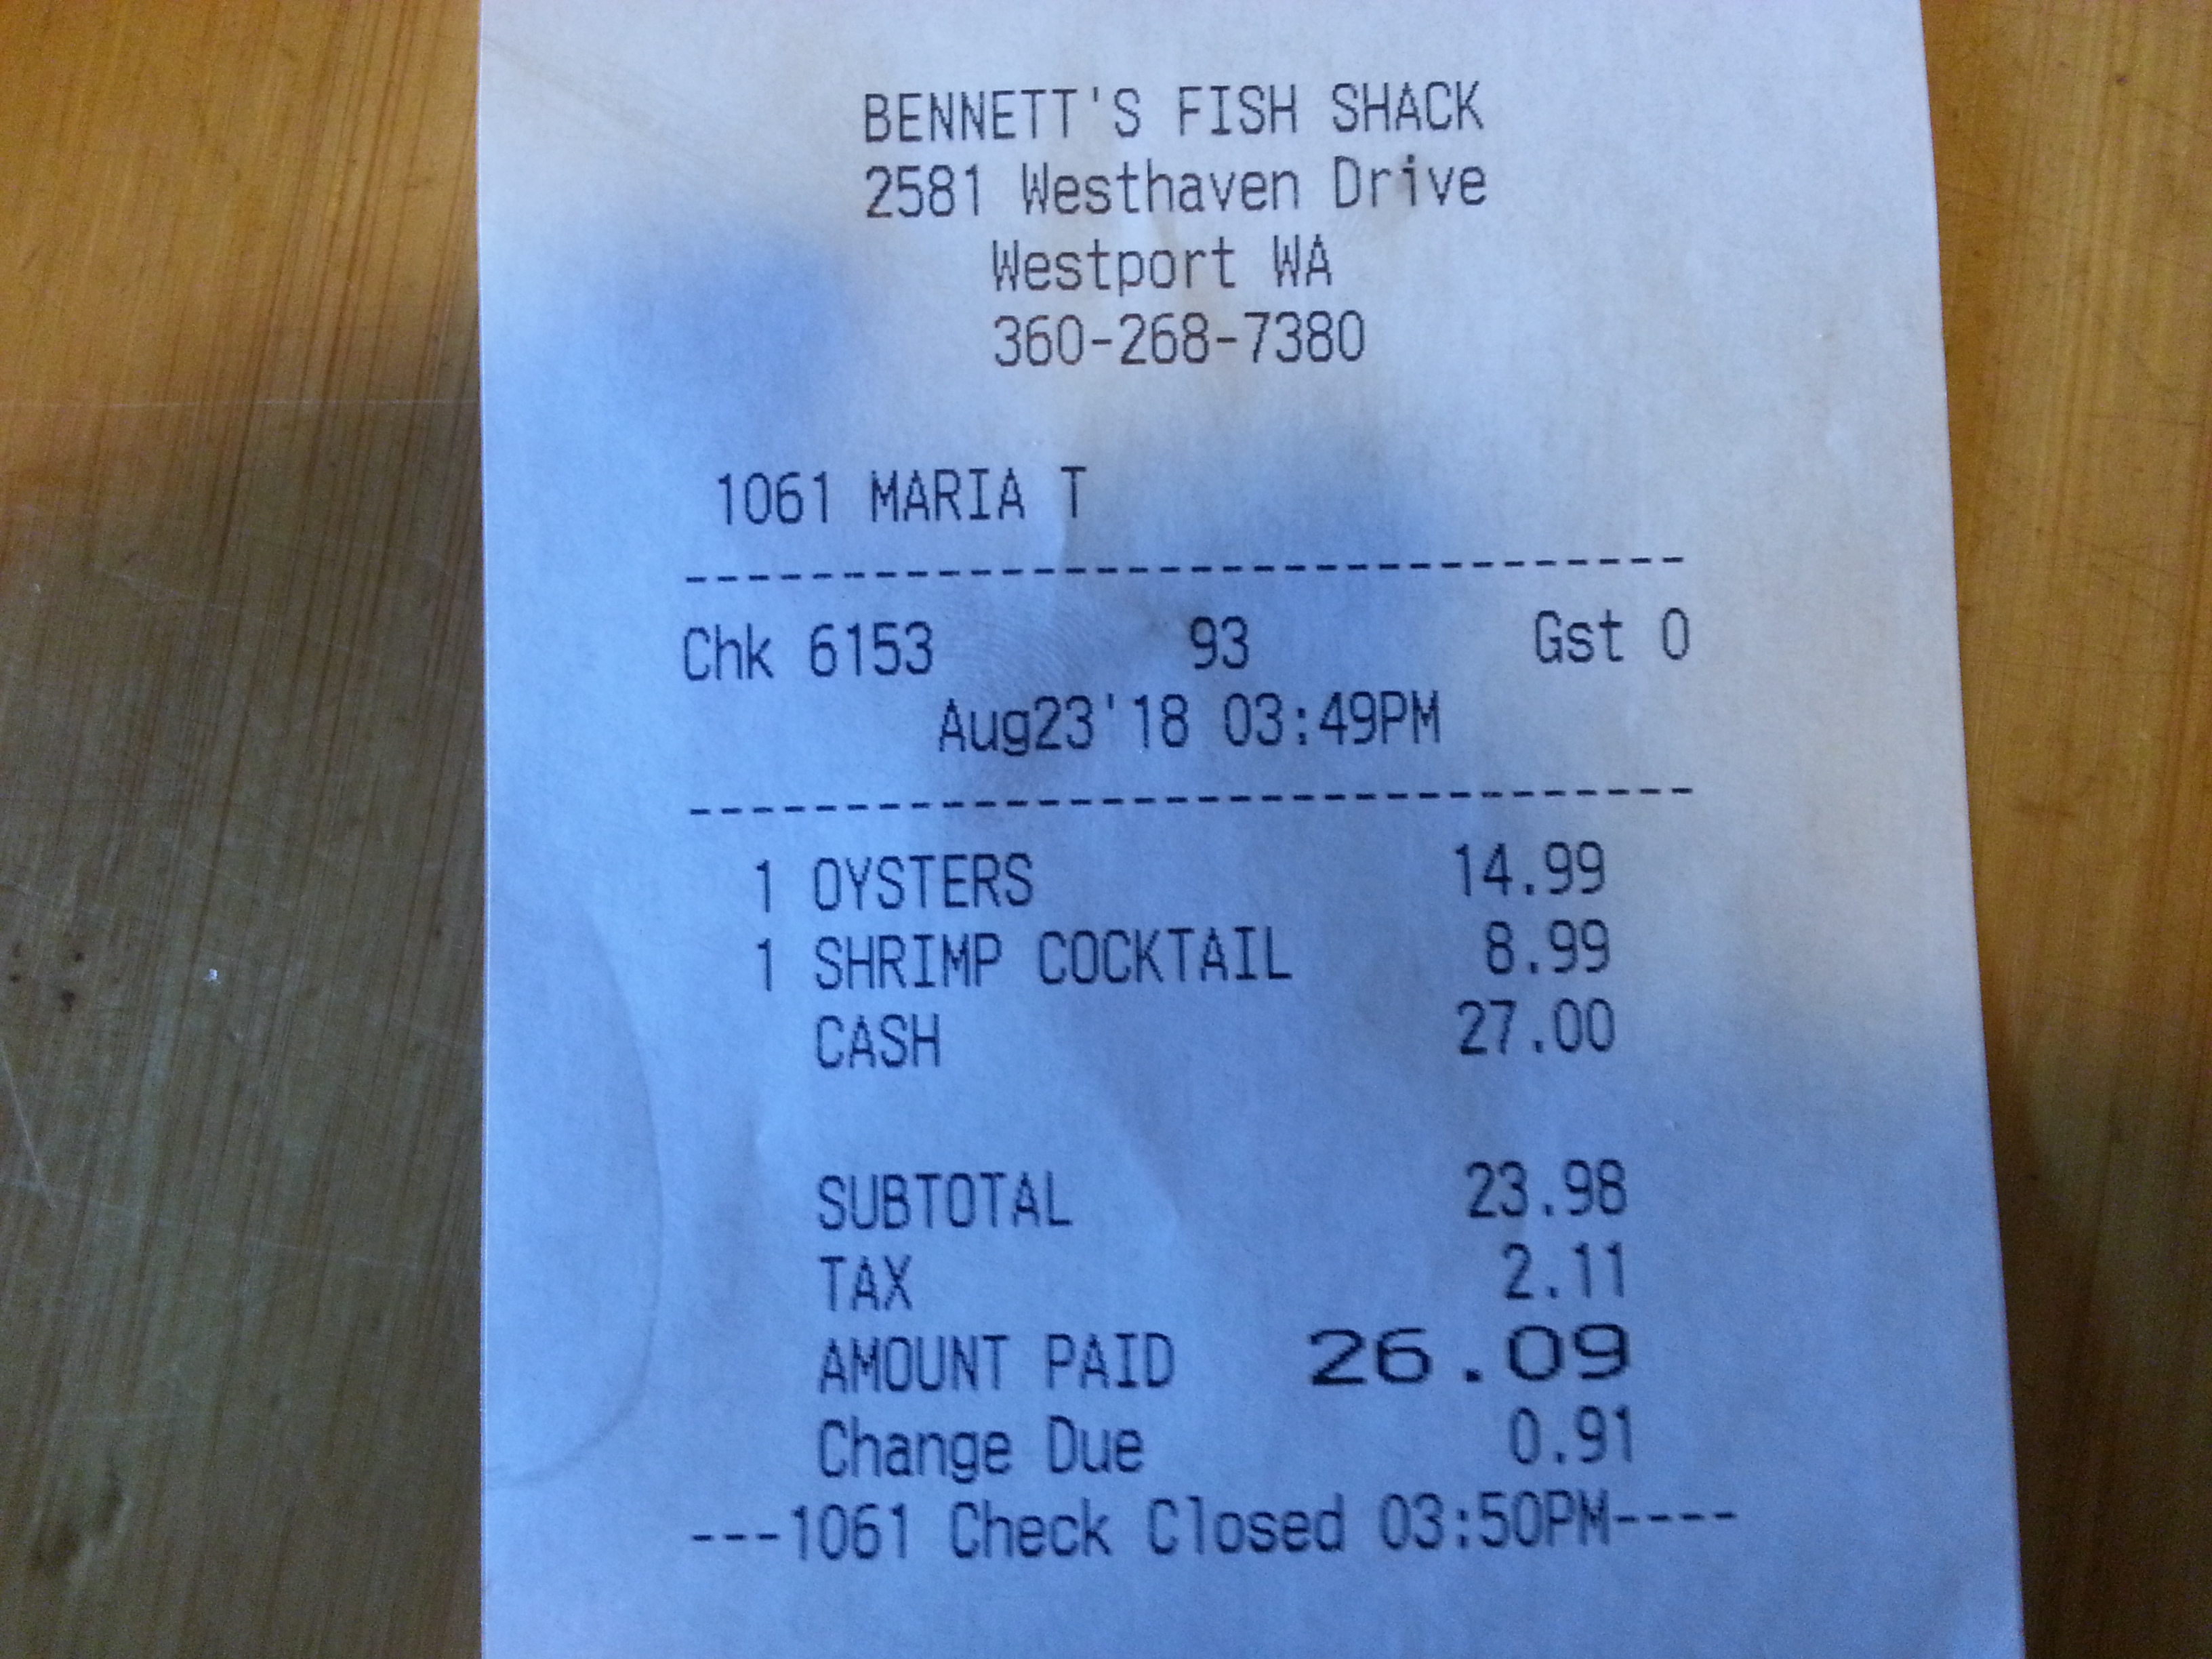 BENNETT'S FISH SHACK
2581 Westhaven Drive
Westport WA
360-268-7380
1061 MARIA T
--------------------------------
Chk 6153 93 Gst 0
Aug23'18 03:49PM
--------------------------------
1 OYSTERS 14.99
1 SHRIMP COCKTAIL 8.99
CASH 27.00
SUBTOTAL 23.98
TAX 2.11
AMOUNT PAID 26.09
Change Due 0.91
---1061 Check Closed 03:50PM----